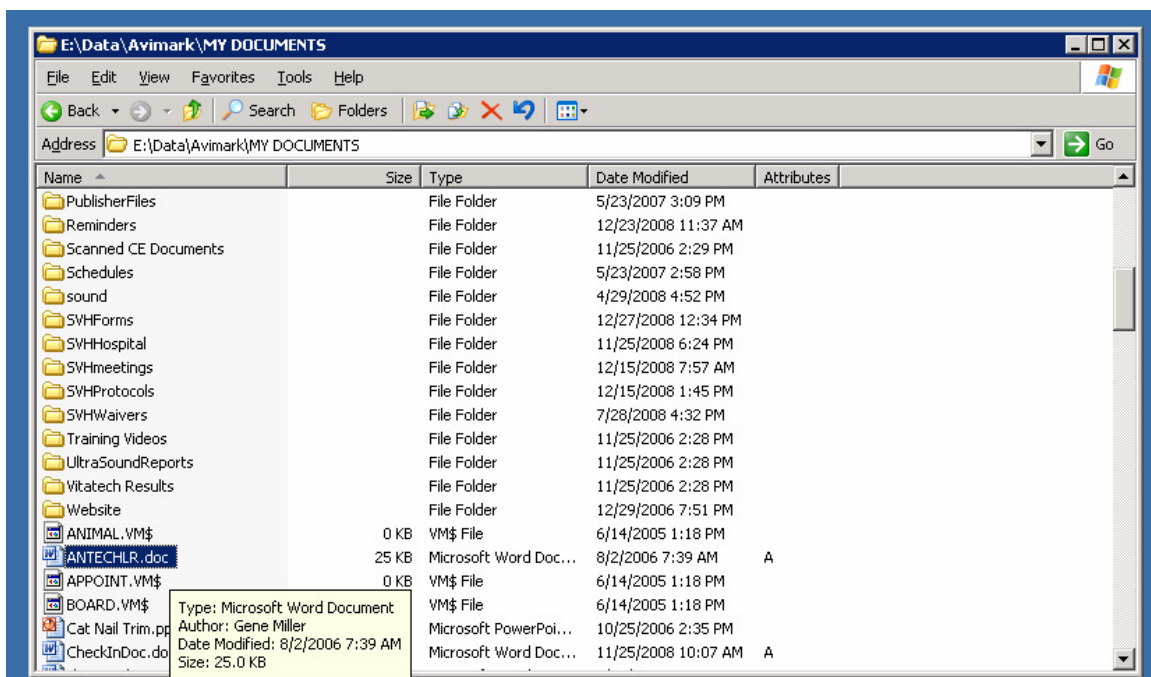 E:\Data\Avimark\MY DOCUMENTS
File Edit View Favorites Tools Help
Back Search Folders
Address E:\Data\Avimark\MY DOCUMENTS Go
Name Size Type Date Modified Attributes
PublisherFiles File Folder 5/23/2007 3:09 PM
Reminders File Folder 12/23/2008 11:37 AM
Scanned CE Documents File Folder 11/25/2006 2:29 PM
Schedules File Folder 5/23/2007 2:58 PM
sound File Folder 4/29/2008 4:52 PM
SVHForms File Folder 12/27/2008 12:34 PM
SVHHospital File Folder 11/25/2008 6:24 PM
SVHmeetings File Folder 12/15/2008 7:57 AM
SVHProtocols File Folder 12/15/2008 1:45 PM
SVHWaivers File Folder 7/28/2008 4:32 PM
Training Videos File Folder 11/25/2006 2:28 PM
UltraSoundReports File Folder 11/25/2006 2:28 PM
Vitatech Results File Folder 11/25/2006 2:28 PM
Website File Folder 12/29/2006 7:51 PM
ANIMAL.VM$ 0 KB VM$ File 6/14/2005 1:18 PM
ANTECHLR.doc 25 KB Microsoft Word Doc... 8/2/2006 7:39 AM A
APPOINT.VM$ 0 KB VM$ File 6/14/2005 1:18 PM
BOARD.VM$ VM$ File 6/14/2005 1:18 PM
Cat Nail Trim.pp Microsoft PowerPoi... 10/25/2006 2:35 PM
CheckInDoc.do Microsoft Word Doc... 11/25/2008 10:07 AM A
Type: Microsoft Word Document
Author: Gene Miller
Date Modified: 8/2/2006 7:39 AM
Size: 25.0 KB